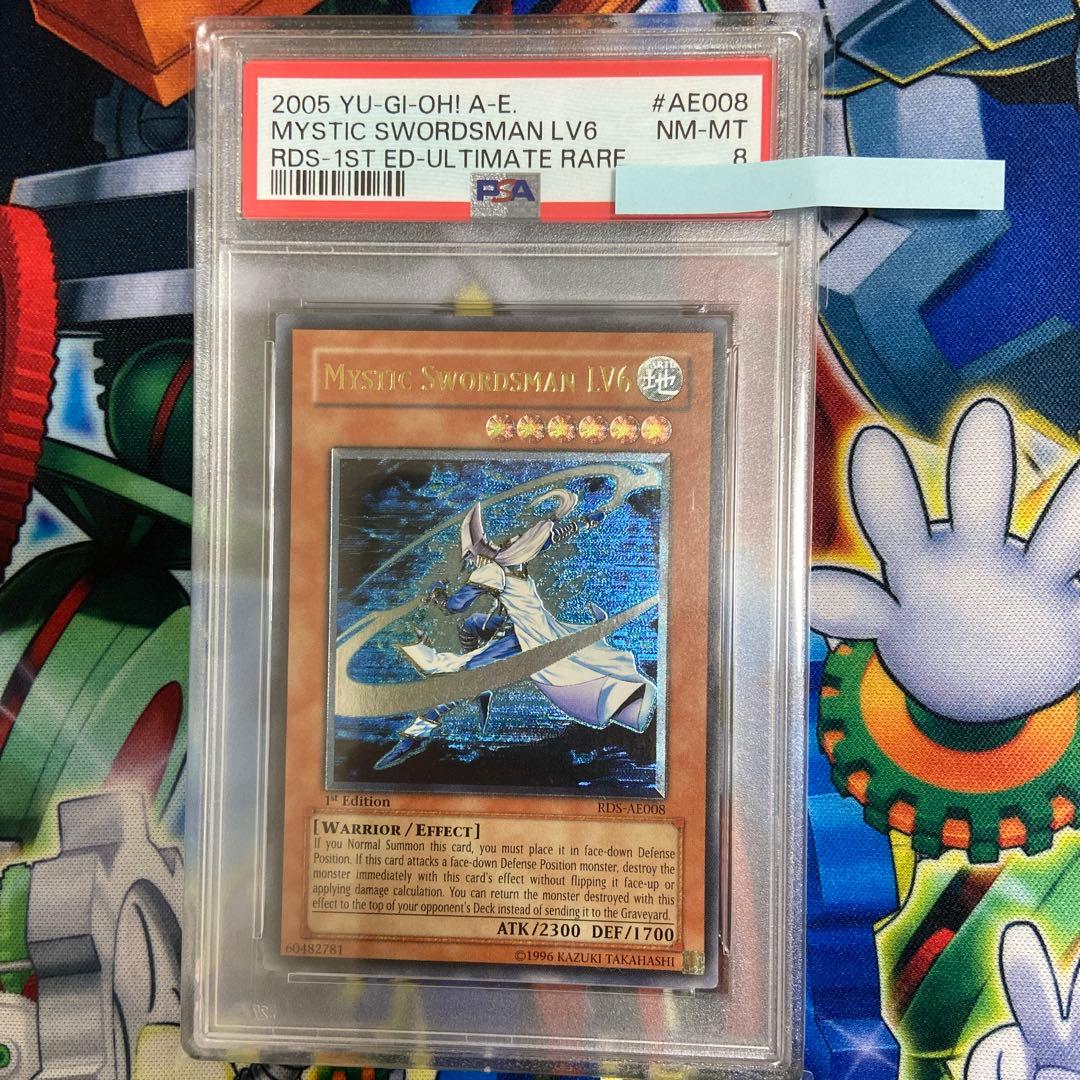 2005 YU-GI-OH! A-E. #AE008
MYSTIC SWORDSMAN LV6 NM-MT
RDS-1ST ED-ULTIMATE RARE 8
PSA
MYSTIC SWORDSMAN LV6
EARTH
地
1st Edition
RDS-AE008
[WARRIOR/EFFECT]
If you Normal Summon this card, you must place it in face-down Defense
Position. If this card attacks a face-down Defense Position monster, destroy the
monster immediately with this card's effect without flipping it face-up or
applying damage calculation. You can return the monster destroyed with this
effect to the top of your opponent's Deck instead of sending it to the Graveyard.
ATK/2300 DEF/1700
60482781
©1996 KAZUKI TAKAHASHI